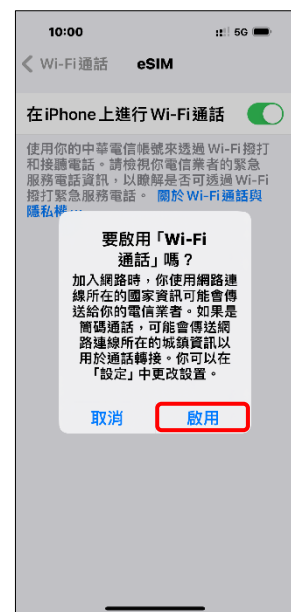 10:00
5G
Wi-Fi通話 eSIM
在iPhone上進行Wi-Fi通話
使用你的中華電信帳號來透過 Wi-Fi撥打
和接聽電話。請檢視你電信業者的緊急
服務電話資訊，以瞭解是否可透過 Wi-Fi
撥打緊急服務電話。 關於 Wi-Fi通話與
隱私權…
要啟用「Wi-Fi
通話」嗎？
加入網路時，你使用網路連
線所在的國家資訊可能會傳
送給你的電信業者。如果是
簡碼通話，可能會傳送網
路連線所在的城鎮資訊以
用於通話轉接。你可以在
「設定」中更改設置。
取消 啟用